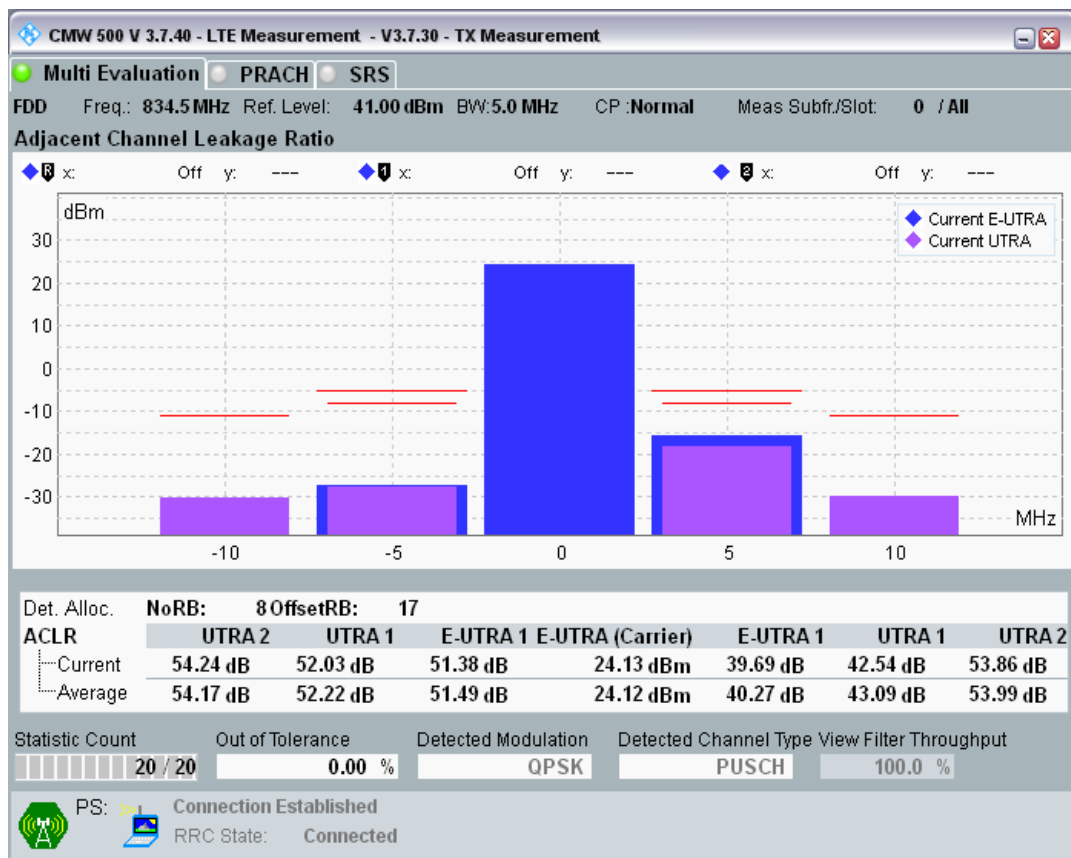 CMW 500 V 3.7.40 - LTE Measurement - V3.7.30 - TX Measurement
Multi Evaluation PRACH SRS
FDD Freq.: 834.5 MHz Ref. Level: 41.00 dBm BW:5.0 MHz CP :Normal Meas Subfr./Slot: 0 / All
Adjacent Channel Leakage Ratio
R x: Off y: --- 1 x: Off y: --- 2 x: Off y: ---
dBm
Current E-UTRA
Current UTRA
30
20
10
0
-10
-20
-30
MHz
-10 -5 0 5 10
Det. Alloc. NoRB: 8 OffsetRB: 17
ACLR UTRA 2 UTRA 1 E-UTRA 1 E-UTRA (Carrier) E-UTRA 1 UTRA 1 UTRA 2
Current 54.24 dB 52.03 dB 51.38 dB 24.13 dBm 39.69 dB 42.54 dB 53.86 dB
Average 54.17 dB 52.22 dB 51.49 dB 24.12 dBm 40.27 dB 43.09 dB 53.99 dB
Statistic Count Out of Tolerance Detected Modulation Detected Channel Type View Filter Throughput
20 / 20 0.00 % QPSK PUSCH 100.0 %
PS: Connection Established
RRC State: Connected